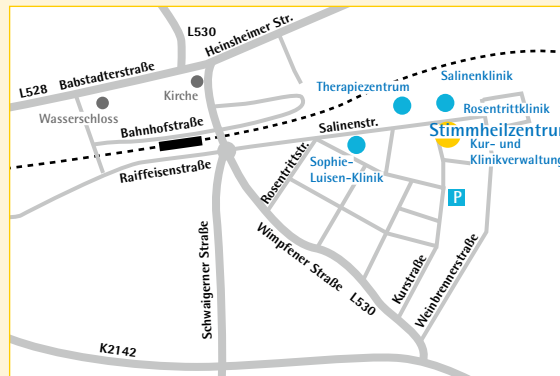 L530
Heinsheimer Str.
L528
Babstadterstraße
Kirche
Wasserschloss
Therapiezentrum
Salinenklinik
Rosentrittklinik
Bahnhofstraße
Salinenstr.
Stimmheilzentrum
Kur- und
Klinikverwaltung
Raiffeisenstraße
Sophie-
Luisen-Klinik
Rosentrittstr.
P
Schwaigerner Straße
Wimpfener Straße
L530
Kurstraße
Weinbrennerstraße
K2142